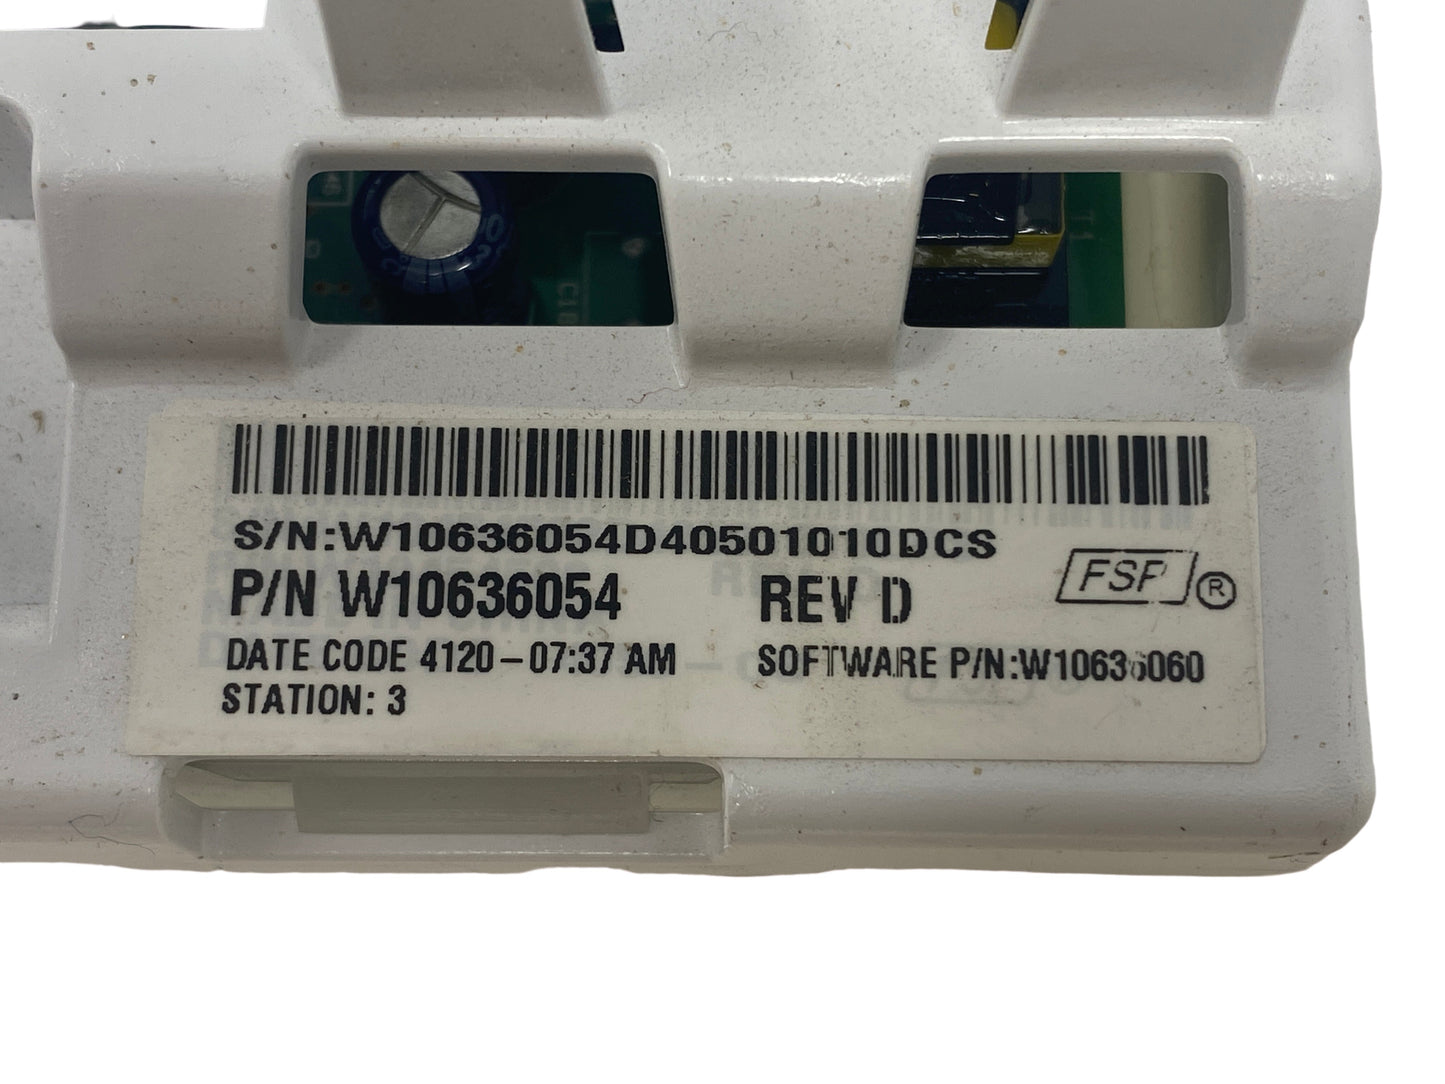 S/N:W10636054D40501010DCS
P/N W10636054 REV D
FSP ®
DATE CODE 4120-07:37 AM SOFTWARE P/N:W10636060
STATION: 3